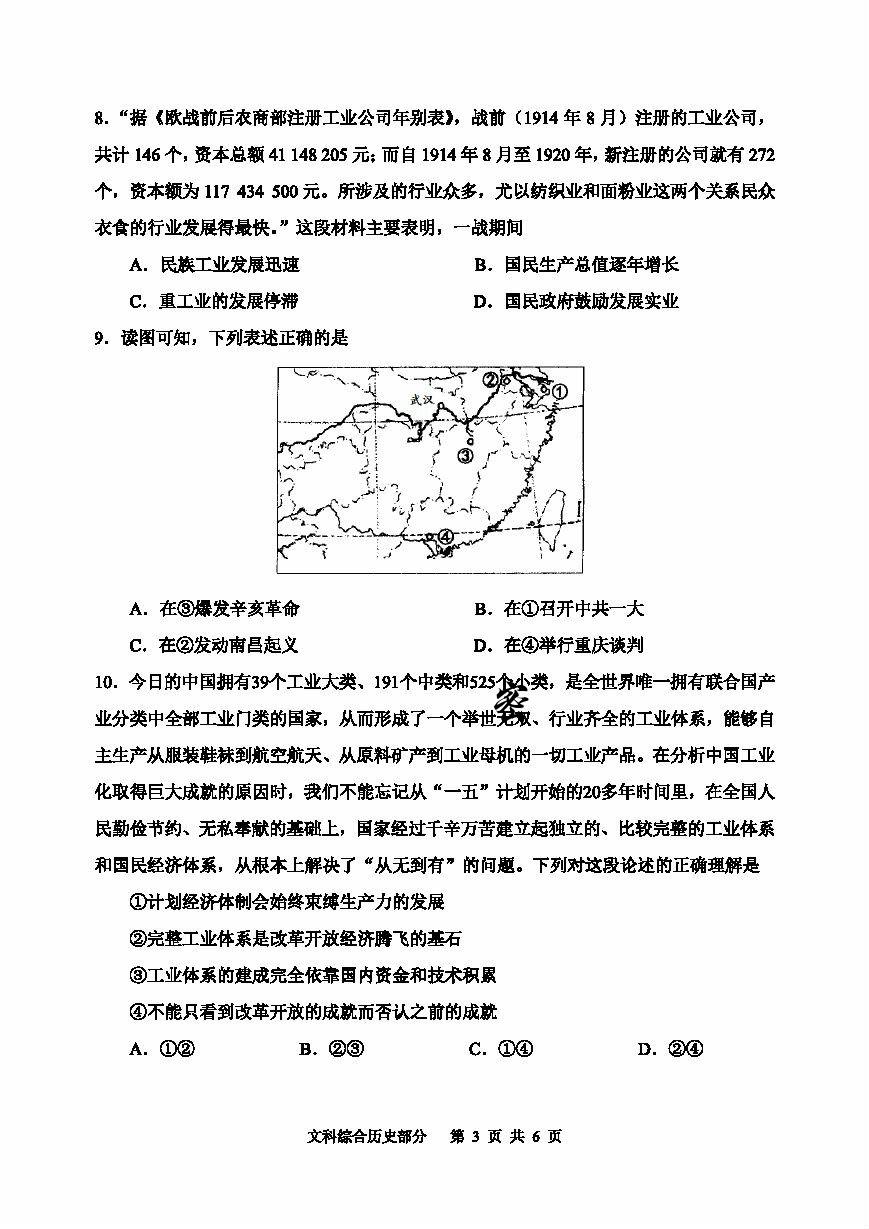 8．“据《欧战前后农商部注册工业公司年别表》，战前（1914 年 8 月）注册的工业公司，
共计 146 个，资本总额 41 148 205 元；而自 1914 年 8 月至 1920 年，新注册的公司就有 272
个，资本额为 117 434 500 元。所涉及的行业众多，尤以纺织业和面粉业这两个关系民众
衣食的行业发展得最快。”这段材料主要表明，一战期间
A．民族工业发展迅速 B．国民生产总值逐年增长
C．重工业的发展停滞 D．国民政府鼓励发展实业
9．读图可知，下列表述正确的是
② ①
武汉
③
④
A．在③爆发辛亥革命 B．在①召开中共一大
C．在②发动南昌起义 D．在④举行重庆谈判
10．今日的中国拥有39个工业大类、191个中类和525个小类，是全世界唯一拥有联合国产
业分类中全部工业门类的国家，从而形成了一个举世无双、行业齐全的工业体系，能够自
主生产从服装鞋袜到航空航天、从原料矿产到工业母机的一切工业产品。在分析中国工业
化取得巨大成就的原因时，我们不能忘记从“一五”计划开始的20多年时间里，在全国人
民勤俭节约、无私奉献的基础上，国家经过千辛万苦建立起独立的、比较完整的工业体系
和国民经济体系，从根本上解决了“从无到有”的问题。下列对这段论述的正确理解是
①计划经济体制会始终束缚生产力的发展
②完整工业体系是改革开放经济腾飞的基石
③工业体系的建成完全依靠国内资金和技术积累
④不能只看到改革开放的成就而否认之前的成就
A．①② B．②③ C．①④ D．②④
文科综合历史部分 第 3 页 共 6 页